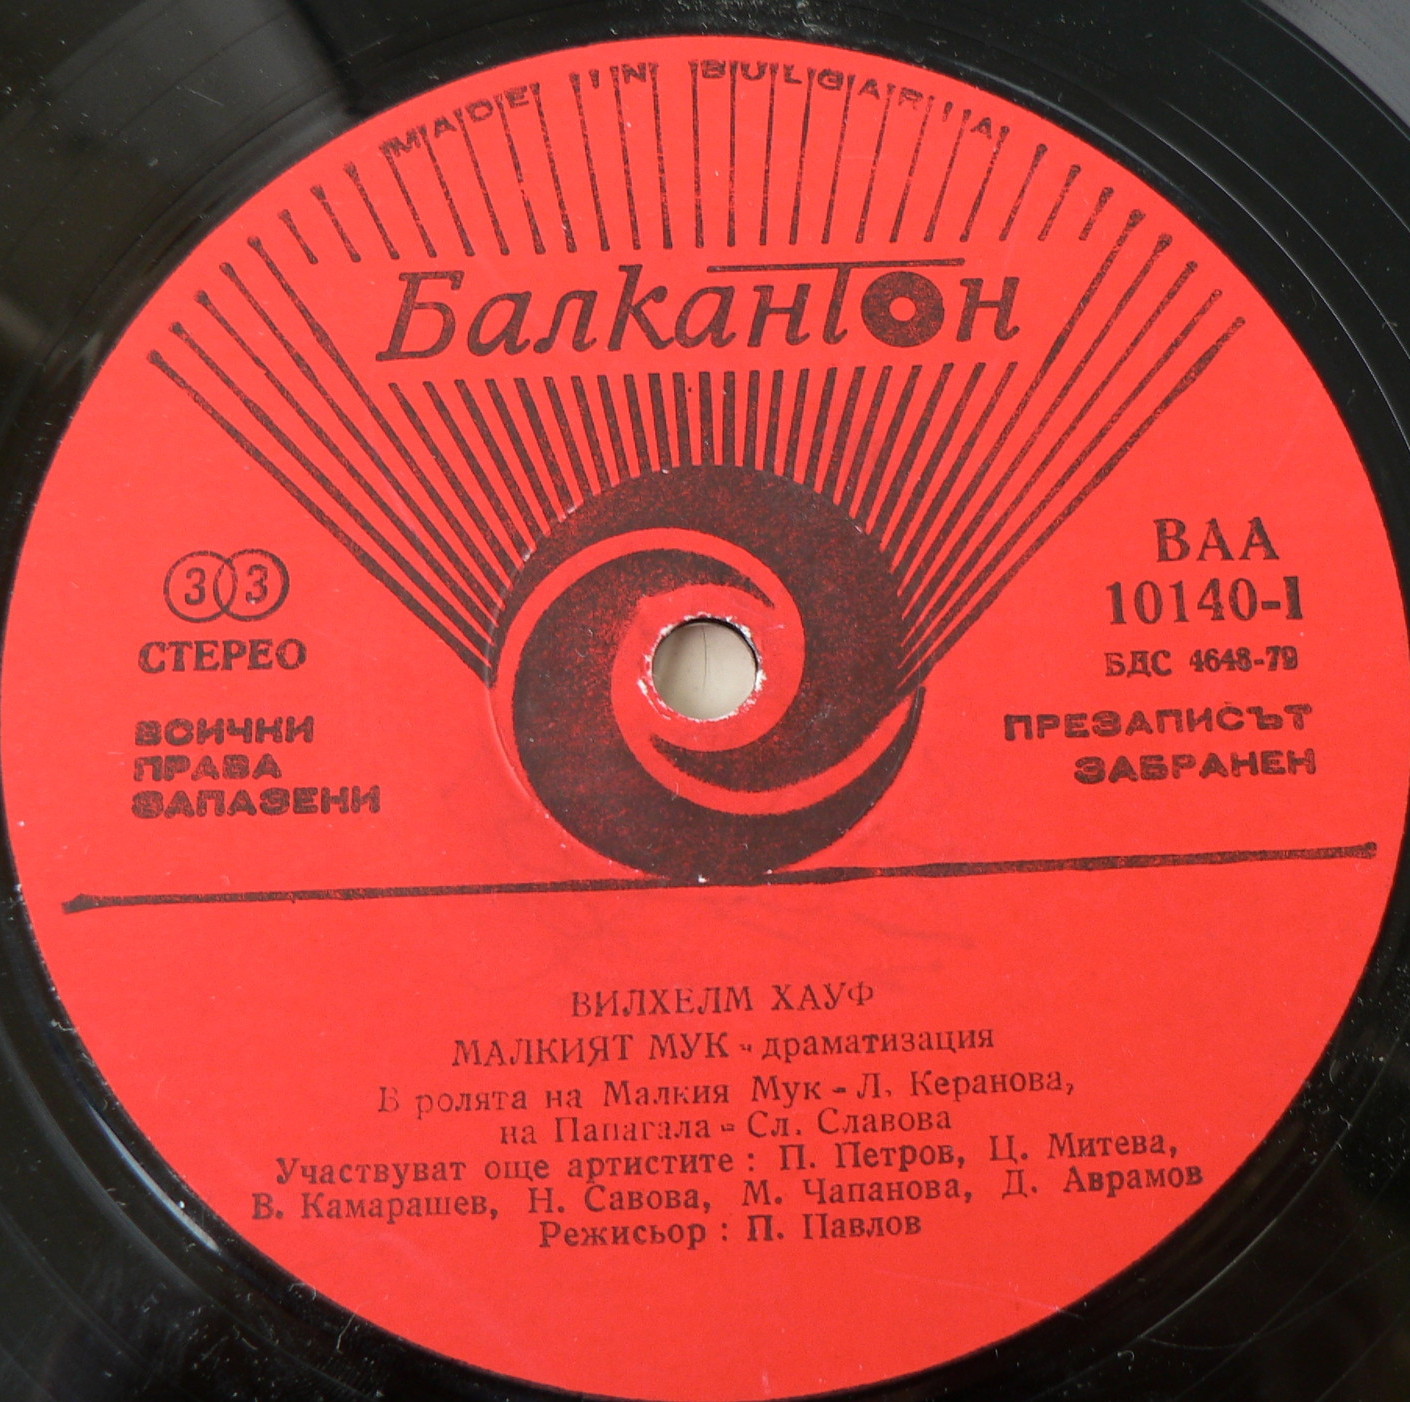 MADE IN BULGARIA
Балкантон
33
СТЕРЕО
ВСИЧКИ
ПРАВА
ЗАПАЗЕНИ
ВАА
10140-I
БДС 4648-79
ПРЕЗАПИСЪТ
ЗАБРАНЕН
ВИЛХЕЛМ ХАУФ
МАЛКИЯТ МУК - драматизация
В ролята на Малкия Мук - Л. Керанова,
на Папагала - Сл. Славова
Участвуват още артистите : П. Петров, Ц. Митева,
В. Камарашев, Н. Савова, М. Чапанова, Д. Аврамов
Режисьор : П. Павлов